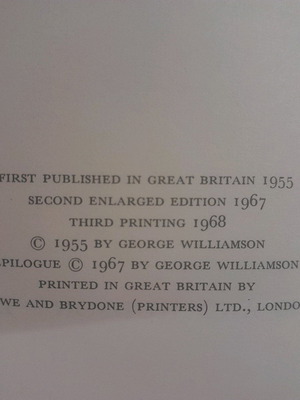 FIRST PUBLISHED IN GREAT BRITAIN 1955
SECOND ENLARGED EDITION 1967
THIRD PRINTING 1968
© 1955 BY GEORGE WILLIAMSON
EPILOGUE © 1967 BY GEORGE WILLIAMSON
PRINTED IN GREAT BRITAIN BY
WE AND BRYDONE (PRINTERS) LTD., LONDO